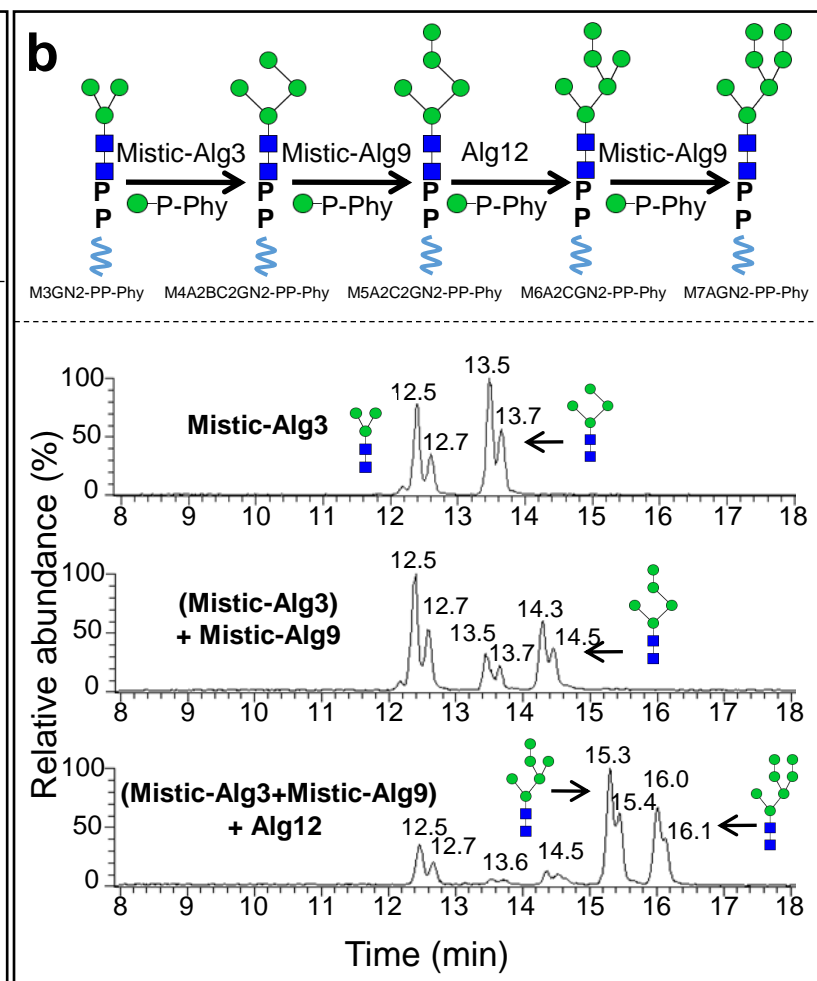 b
Mistic-Alg3 Mistic-Alg9 Alg12 Mistic-Alg9
P P P P P
P-Phy P-Phy P-Phy P-Phy
P P P P P
M3GN2-PP-Phy M4A2BC2GN2-PP-Phy M5A2C2GN2-PP-Phy M6A2CGN2-PP-Phy M7AGN2-PP-Phy
Relative abundance (%)
Mistic-Alg3
100
50
0
12.5
12.7
13.5
13.7
8 9 10 11 12 13 14 15 16 17 18
(Mistic-Alg3)
+ Mistic-Alg9
100
50
0
12.5
12.7
13.5
13.7
14.3
14.5
8 9 10 11 12 13 14 15 16 17 18
(Mistic-Alg3+Mistic-Alg9)
+ Alg12
100
50
0
12.5
12.7
13.6
14.5
15.3
15.4
16.0
16.1
8 9 10 11 12 13 14 15 16 17 18
Time (min)